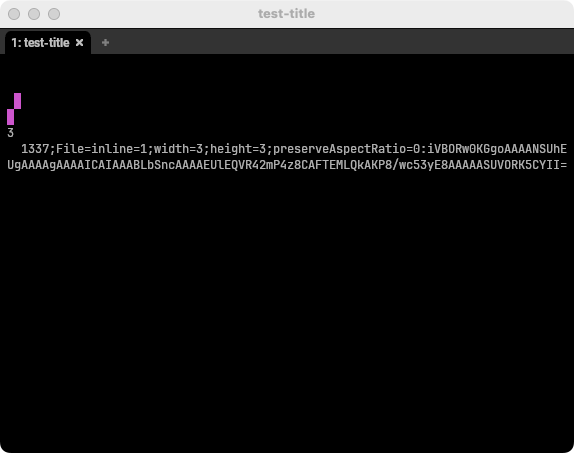 test-title
1: test-title × +
3
1337;File=inline=1;width=3;height=3;preserveAspectRatio=0:iVBORw0KGgoAAAANSUhE
UgAAAAgAAAAICAIAAABLbSncAAAAEUlEQVR42mP4z8CAFTEMLQkAKP8/wc53yE8AAAAASUVORK5CYII=